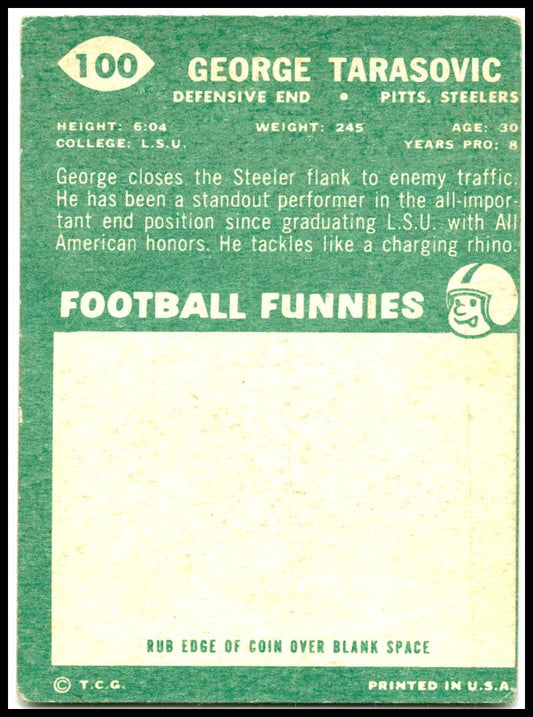 100 GEORGE TARASOVIC
DEFENSIVE END • PITTS. STEELERS
HEIGHT: 6:04 WEIGHT: 245 AGE: 30
COLLEGE: L.S.U. YEARS PRO: 8
George closes the Steeler flank to enemy traffic.
He has been a standout performer in the all-impor-
tant end position since graduating L.S.U. with All
American honors. He tackles like a charging rhino.
FOOTBALL FUNNIES
RUB EDGE OF COIN OVER BLANK SPACE
© T.C.G. PRINTED IN U.S.A.